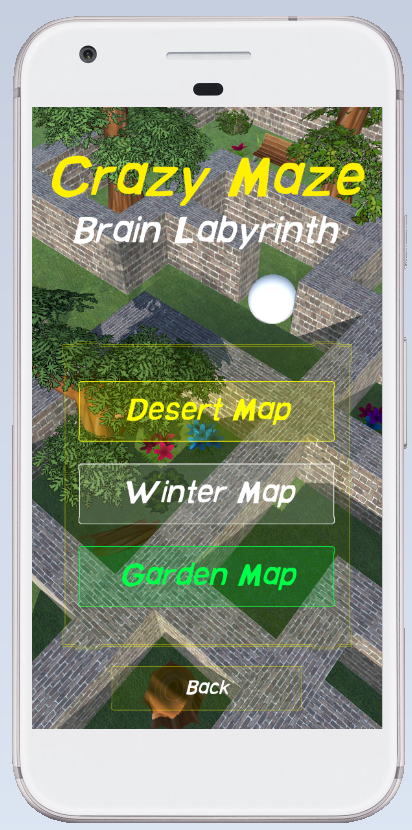 Crazy Maze
Brain Labyrinth
Desert Map
Winter Map
Garden Map
Back